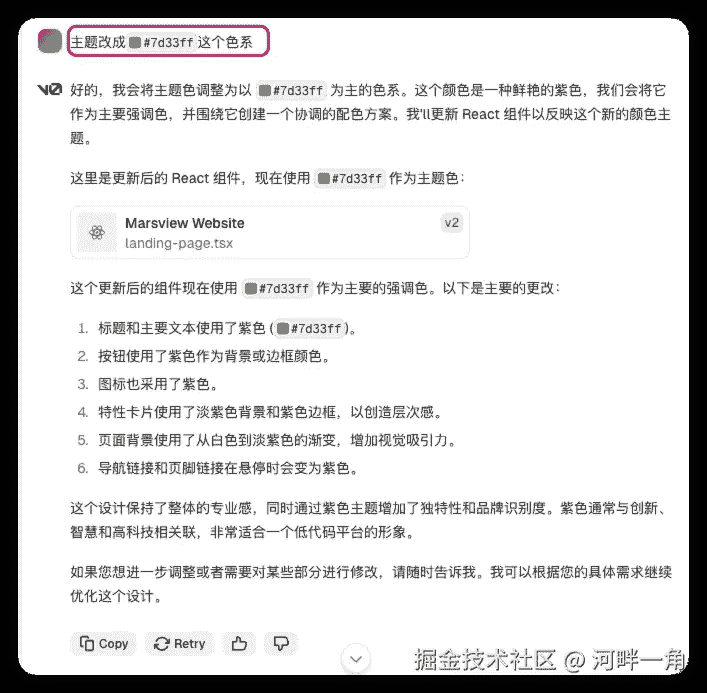 主题改成 #7d33ff 这个色系
v0 好的，我会将主题色调整为以 #7d33ff 为主的色系。这个颜色是一种鲜艳的紫色，我们会将它
作为主要强调色，并围绕它创建一个协调的配色方案。我'll更新 React 组件以反映这个新的颜色主
题。
这里是更新后的 React 组件，现在使用 #7d33ff 作为主题色：
Marsview Website v2
landing-page.tsx
这个更新后的组件现在使用 #7d33ff 作为主要的强调色。以下是主要的更改：
1. 标题和主要文本使用了紫色 (#7d33ff)。
2. 按钮使用了紫色作为背景或边框颜色。
3. 图标也采用了紫色。
4. 特性卡片使用了淡紫色背景和紫色边框，以创造层次感。
5. 页面背景使用了从白色到淡紫色的渐变，增加视觉吸引力。
6. 导航链接和页脚链接在悬停时会变为紫色。
这个设计保持了整体的专业感，同时通过紫色主题增加了独特性和品牌识别度。紫色通常与创新、
智慧和高科技相关联，非常适合一个低代码平台的形象。
如果您想进一步调整或者需要对某些部分进行修改，请随时告诉我。我可以根据您的具体需求继续
优化这个设计。
Copy Retry
掘金技术社区 @ 河畔一角